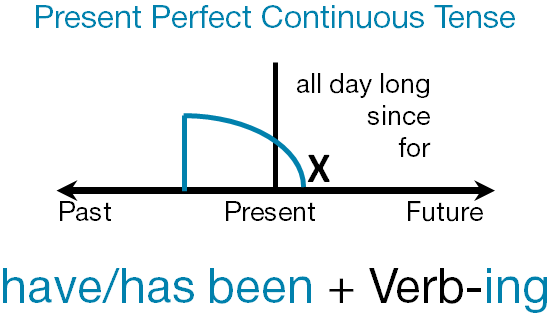 Present Perfect Continuous Tense
all day long
since
for
X
Past Present Future
have/has been + Verb-ing